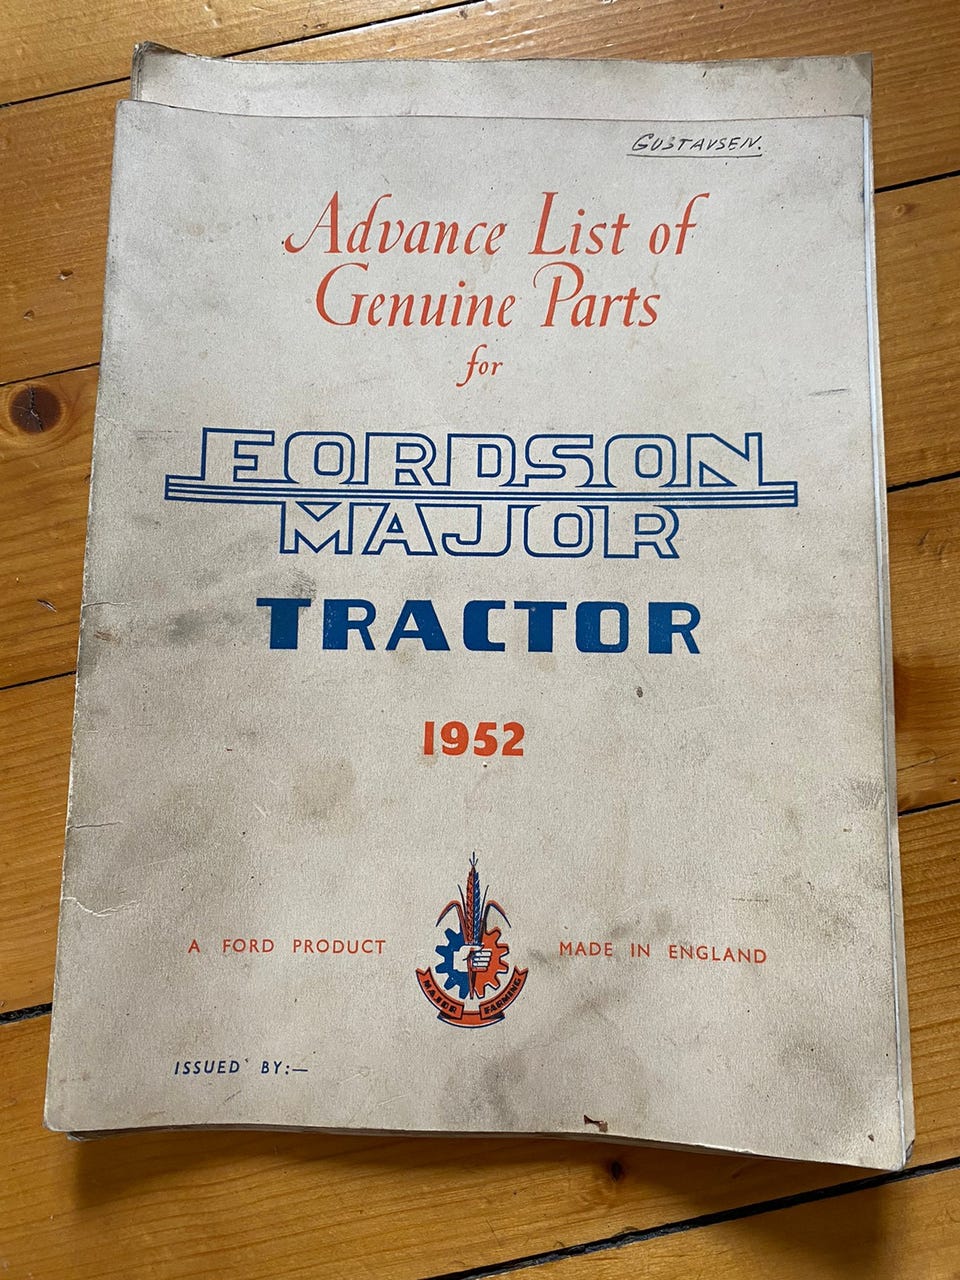 GUSTAVSEN.
Advance List of
Genuine Parts
for
FORDSON
MAJOR
TRACTOR
1952
A FORD PRODUCT
MADE IN ENGLAND
MAJOR FARMING
ISSUED BY:—